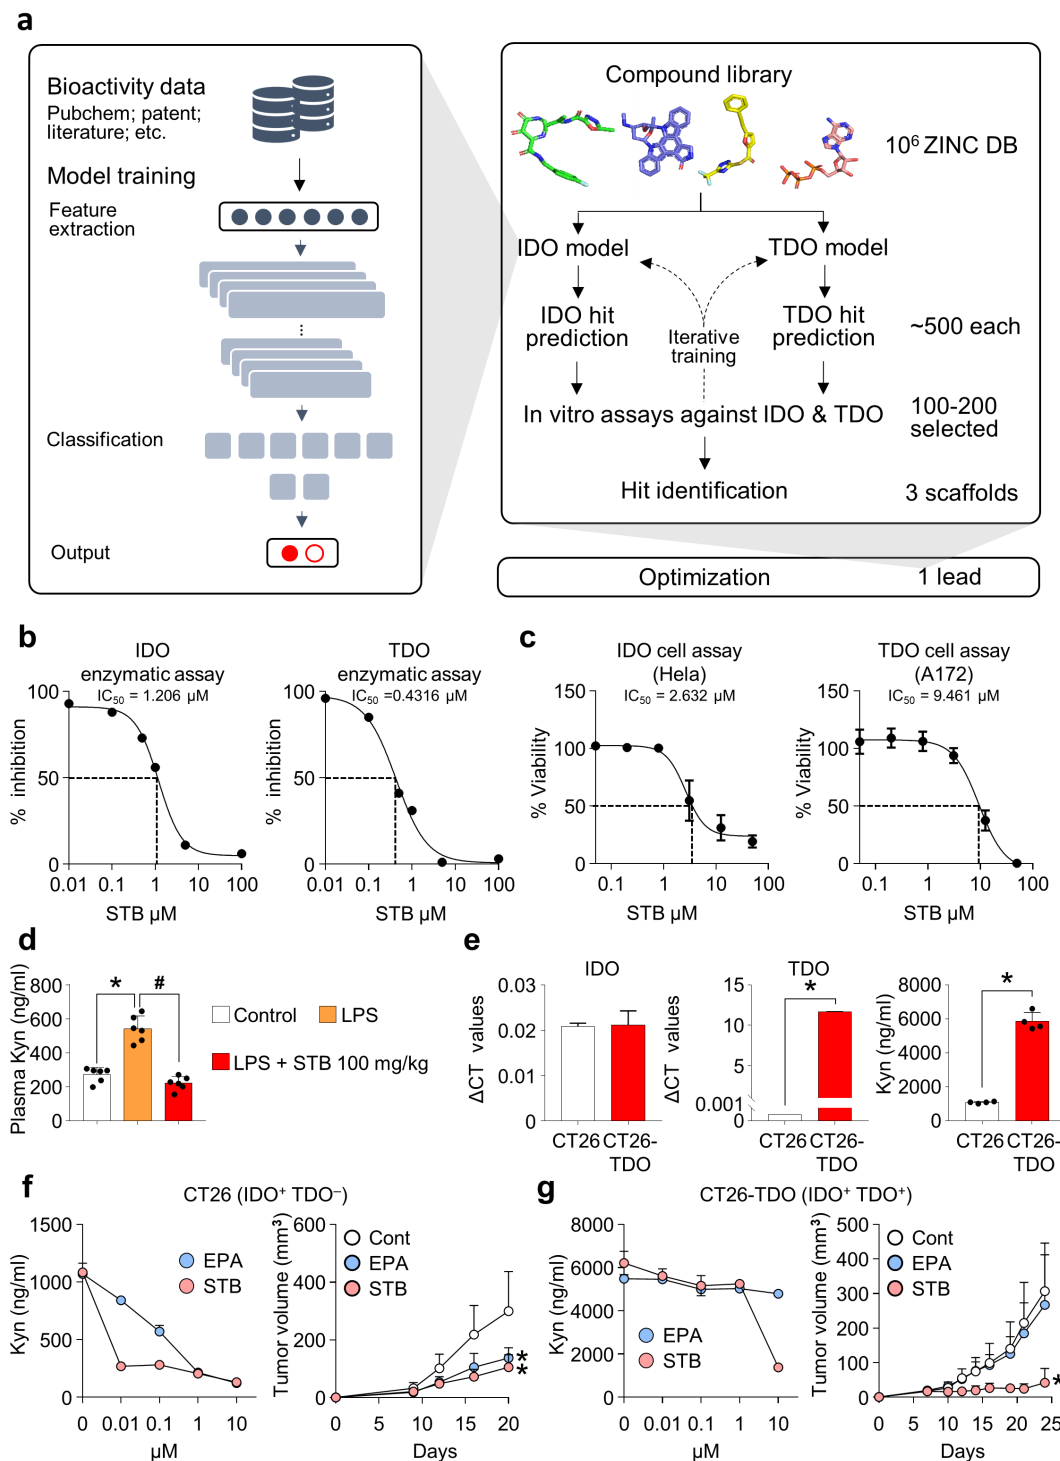 a
Bioactivity data
Pubchem; patent;
literature; etc.
Model training
Feature
extraction
Classification
Output
Compound library
10⁶ ZINC DB
IDO model
TDO model
IDO hit
prediction
Iterative
training
TDO hit
prediction
~500 each
In vitro assays against IDO & TDO
100-200
selected
Hit identification
3 scaffolds
Optimization
1 lead
b
IDO
enzymatic assay
IC₅₀ = 1.206 µM
% inhibition
100
50
0
0.01
0.1
1
10
100
STB µM
TDO
enzymatic assay
IC₅₀ =0.4316 µM
% inhibition
100
50
0
0.01
0.1
1
10
100
STB µM
c
IDO cell assay
(Hela)
IC₅₀ = 2.632 µM
% Viability
150
100
50
0
0.1
1
10
100
STB µM
TDO cell assay
(A172)
IC₅₀ = 9.461 µM
% Viability
150
100
50
0
0.1
1
10
100
STB µM
d
Plasma Kyn (ng/ml)
800
600
400
200
0
*
#
Control
LPS
LPS + STB 100 mg/kg
e
IDO
ΔCT values
0.03
0.02
0.01
0
CT26
CT26-
TDO
TDO
ΔCT values
15
10
5
0.001
0
*
CT26
CT26-
TDO
Kyn (ng/ml)
8000
6000
4000
2000
0
*
CT26
CT26-
TDO
f
CT26 (IDO⁺ TDO⁻)
Kyn (ng/ml)
1500
1000
500
0
EPA
STB
0
0.01
0.1
1
10
µM
Tumor volume (mm³)
600
400
200
0
Cont
EPA
STB
*
*
0
5
10
15
20
Days
g
CT26-TDO (IDO⁺ TDO⁺)
Kyn (ng/ml)
8000
6000
4000
2000
0
EPA
STB
0
0.01
0.1
1
10
µM
Tumor volume (mm³)
500
400
300
200
100
0
Cont
EPA
STB
*
0
5
10
15
20
25
Days